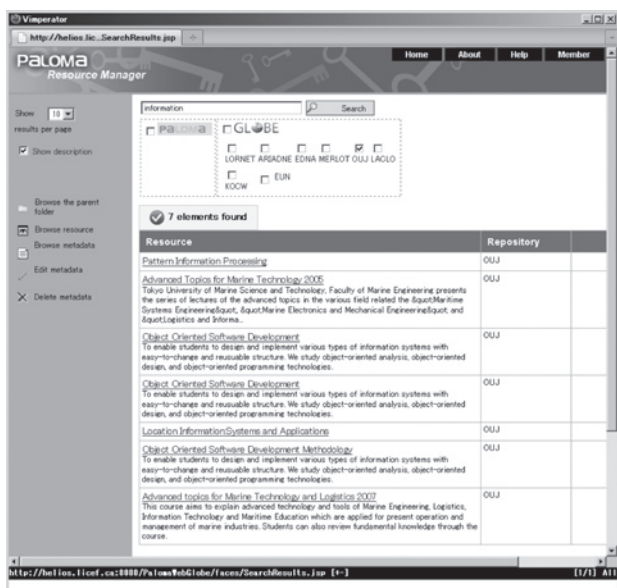 Vimperator
http://helios.lic...SearchResults.jsp
Home About Help Member
PALOMA
Resource Manager
Show 10
results per page
Show description
Browse the parent
folder
Browse resource
Browse metadata
Edit metadata
Delete metadata
information Search
PALOMA GLOBE
LORNET ARIADNE EDNA MERLOT OUJ LACLO
KOCW EUN
7 elements found
Resource Repository
Pattern Information Processing OUJ
Advanced Topics for Marine Technology 2005 OUJ
Tokyo University of Marine Science and Technology, Faculty of Marine Engineering presents
the series of lectures of the advanced topics in the various field related the &quotMaritime
Systems Engineering&quot, &quotMarine Electronics and Mechanical Engineering&quot, and
&quotLogistics and Informa...
Object Oriented Software Development OUJ
To enable students to design and implement various types of information systems with
easy-to-change and reusuable structure. We study object-oriented analysis, object-oriented
design, and object-oriented programming technologies.
Object Oriented Software Development OUJ
To enable students to design and implement various types of information systems with
easy-to-change and reusuable structure. We study object-oriented analysis, object-oriented
design, and object-oriented programming technologies.
Location InformationSystems and Applications OUJ
Object Oriented Software Development Methodology OUJ
To enable students to design and implement various types of information systems with
easy-to-change and reusuable structure. We study object-oriented analysis, object-oriented
design, and object-oriented programming technologies.
Advanced topics for Marine Technology and Logistics 2007 OUJ
This course aims to explain advanced technology and tools of Marine Engineering, Logistics,
Information Technology and Maritime Education which are applied for present operation and
management of marine industries. Students can also review fundamental knowledge through the
course.
http://helios.licef.ca:8080/PalomaWebGlobe/faces/SearchResults.jsp [+-] [1/1] All